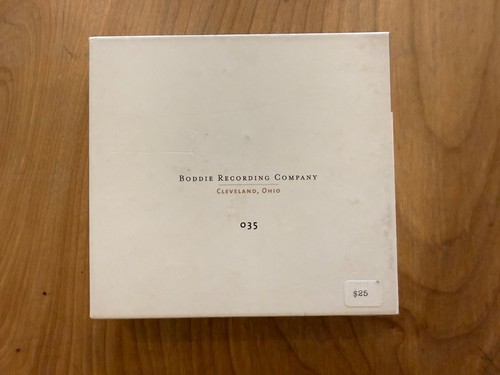 Boddie Recording Company
Cleveland, Ohio
035
$25